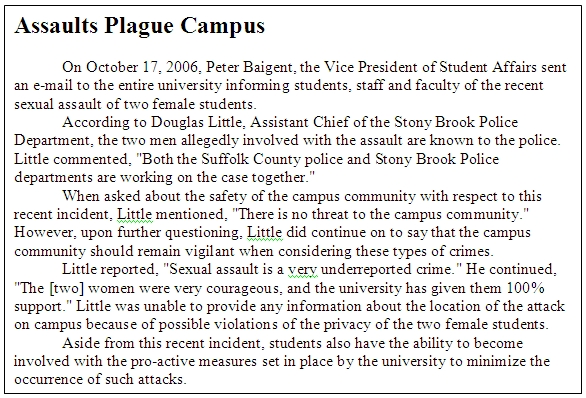 Assaults Plague Campus
On October 17, 2006, Peter Baigent, the Vice President of Student Affairs sent
an e-mail to the entire university informing students, staff and faculty of the recent
sexual assault of two female students.
According to Douglas Little, Assistant Chief of the Stony Brook Police
Department, the two men allegedly involved with the assault are known to the police.
Little commented, "Both the Suffolk County police and Stony Brook Police
departments are working on the case together."
When asked about the safety of the campus community with respect to this
recent incident, Little mentioned, "There is no threat to the campus community."
However, upon further questioning, Little did continue on to say that the campus
community should remain vigilant when considering these types of crimes.
Little reported, "Sexual assault is a very underreported crime." He continued,
"The [two] women were very courageous, and the university has given them 100%
support." Little was unable to provide any information about the location of the attack
on campus because of possible violations of the privacy of the two female students.
Aside from this recent incident, students also have the ability to become
involved with the pro-active measures set in place by the university to minimize the
occurrence of such attacks.